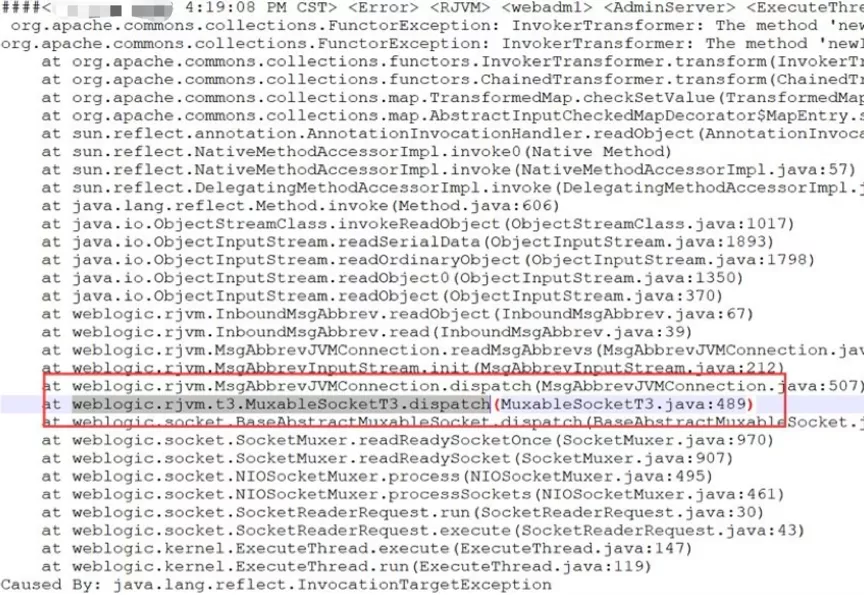 ####< 4:19:08 PM CST> <Error> <RJVM> <webadm1> <AdminServer> <ExecuteThre
org.apache.commons.collections.FunctorException: InvokerTransformer: The method 'new
org.apache.commons.collections.FunctorException: InvokerTransformer: The method 'newI
at org.apache.commons.collections.functors.InvokerTransformer.transform(InvokerTr
at org.apache.commons.collections.functors.ChainedTransformer.transform(ChainedTr
at org.apache.commons.collections.map.TransformedMap.checkSetValue(TransformedMap
at org.apache.commons.collections.map.AbstractInputCheckedMapDecorator$MapEntry.s
at sun.reflect.annotation.AnnotationInvocationHandler.readObject(AnnotationInvoca
at sun.reflect.NativeMethodAccessorImpl.invoke0(Native Method)
at sun.reflect.NativeMethodAccessorImpl.invoke(NativeMethodAccessorImpl.java:57)
at sun.reflect.DelegatingMethodAccessorImpl.invoke(DelegatingMethodAccessorImpl.j
at java.lang.reflect.Method.invoke(Method.java:606)
at java.io.ObjectStreamClass.invokeReadObject(ObjectStreamClass.java:1017)
at java.io.ObjectInputStream.readSerialData(ObjectInputStream.java:1893)
at java.io.ObjectInputStream.readOrdinaryObject(ObjectInputStream.java:1798)
at java.io.ObjectInputStream.readObject0(ObjectInputStream.java:1350)
at java.io.ObjectInputStream.readObject(ObjectInputStream.java:370)
at weblogic.rjvm.InboundMsgAbbrev.readObject(InboundMsgAbbrev.java:67)
at weblogic.rjvm.InboundMsgAbbrev.read(InboundMsgAbbrev.java:39)
at weblogic.rjvm.MsgAbbrevJVMConnection.readMsgAbbrevs(MsgAbbrevJVMConnection.jav
at weblogic.rjvm.MsgAbbrevInputStream.init(MsgAbbrevInputStream.java:212)
at weblogic.rjvm.MsgAbbrevJVMConnection.dispatch(MsgAbbrevJVMConnection.java:507)
at weblogic.rjvm.t3.MuxableSocketT3.dispatch(MuxableSocketT3.java:489)
at weblogic.socket.BaseAbstractMuxableSocket.dispatch(BaseAbstractMuxableSocket.j
at weblogic.socket.SocketMuxer.readReadySocketOnce(SocketMuxer.java:970)
at weblogic.socket.SocketMuxer.readReadySocket(SocketMuxer.java:907)
at weblogic.socket.NIOSocketMuxer.process(NIOSocketMuxer.java:495)
at weblogic.socket.NIOSocketMuxer.processSockets(NIOSocketMuxer.java:461)
at weblogic.socket.SocketReaderRequest.run(SocketReaderRequest.java:30)
at weblogic.socket.SocketReaderRequest.execute(SocketReaderRequest.java:43)
at weblogic.kernel.ExecuteThread.execute(ExecuteThread.java:147)
at weblogic.kernel.ExecuteThread.run(ExecuteThread.java:119)
Caused By: java.lang.reflect.InvocationTargetException